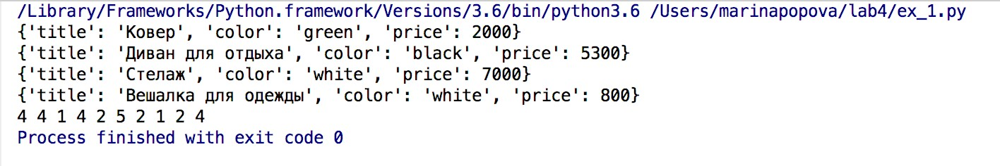 /Library/Frameworks/Python.framework/Versions/3.6/bin/python3.6 /Users/marinapopova/lab4/ex_1.py
{'title': 'Ковер', 'color': 'green', 'price': 2000}
{'title': 'Диван для отдыха', 'color': 'black', 'price': 5300}
{'title': 'Стелаж', 'color': 'white', 'price': 7000}
{'title': 'Вешалка для одежды', 'color': 'white', 'price': 800}
4 4 1 4 2 5 2 1 2 4
Process finished with exit code 0